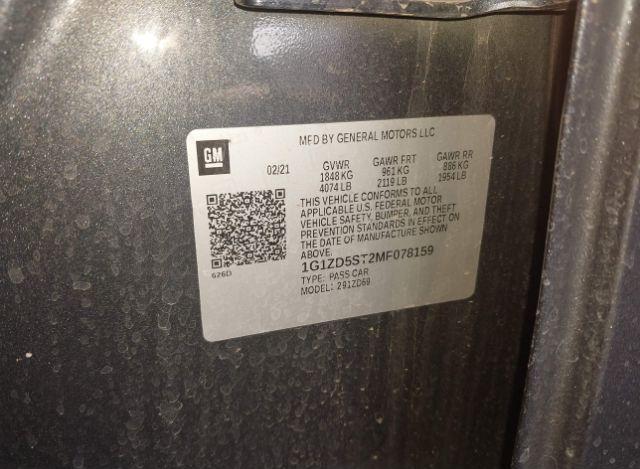 MFD BY GENERAL MOTORS LLC
GM
02/21 GVWR GAWR FRT GAWR RR
1848 KG 961 KG 886 KG
4074 LB 2119 LB 1954 LB
THIS VEHICLE CONFORMS TO ALL
APPLICABLE U.S. FEDERAL MOTOR
VEHICLE SAFETY, BUMPER, AND THEFT
PREVENTION STANDARDS IN EFFECT ON
THE DATE OF MANUFACTURE SHOWN
ABOVE.
626D
1G1ZD5ST2MF078159
TYPE: PASS CAR
MODEL: 291ZD69